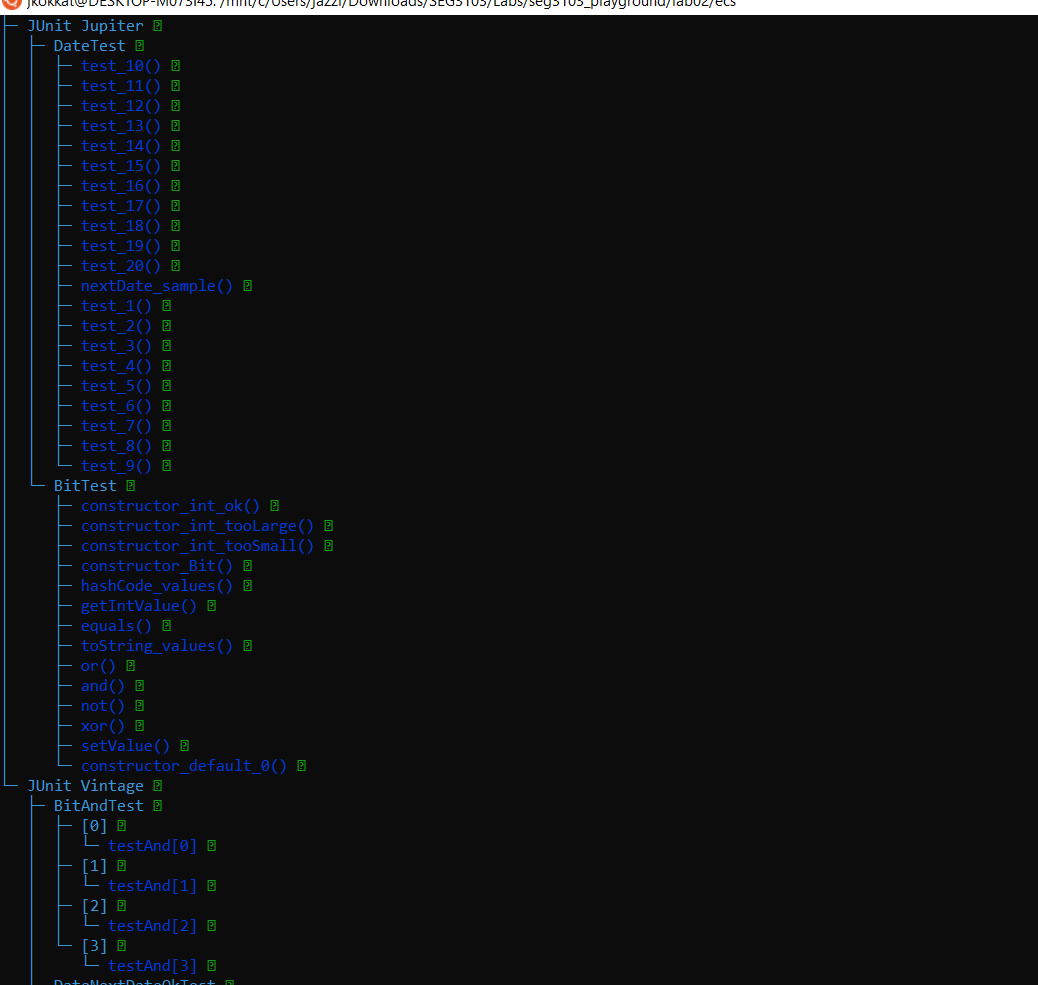 jkokkat@DESKTOP-M073I45: /mnt/c/Users/jazzi/Downloads/SEG3103/Labs/seg3103_playground/lab02/ecs
├─ JUnit Jupiter
│  ├─ DateTest
│  │  ├─ test_10()
│  │  ├─ test_11()
│  │  ├─ test_12()
│  │  ├─ test_13()
│  │  ├─ test_14()
│  │  ├─ test_15()
│  │  ├─ test_16()
│  │  ├─ test_17()
│  │  ├─ test_18()
│  │  ├─ test_19()
│  │  ├─ test_20()
│  │  ├─ nextDate_sample()
│  │  ├─ test_1()
│  │  ├─ test_2()
│  │  ├─ test_3()
│  │  ├─ test_4()
│  │  ├─ test_5()
│  │  ├─ test_6()
│  │  ├─ test_7()
│  │  ├─ test_8()
│  │  └─ test_9()
│  └─ BitTest
│     ├─ constructor_int_ok()
│     ├─ constructor_int_tooLarge()
│     ├─ constructor_int_tooSmall()
│     ├─ constructor_Bit()
│     ├─ hashCode_values()
│     ├─ getIntValue()
│     ├─ equals()
│     ├─ toString_values()
│     ├─ or()
│     ├─ and()
│     ├─ not()
│     ├─ xor()
│     ├─ setValue()
│     └─ constructor_default_0()
└─ JUnit Vintage
   ├─ BitAndTest
   │  ├─ [0]
   │  │  └─ testAnd[0]
   │  ├─ [1]
   │  │  └─ testAnd[1]
   │  ├─ [2]
   │  │  └─ testAnd[2]
   │  └─ [3]
   │     └─ testAnd[3]
   ├─ DateNextDateOkTest